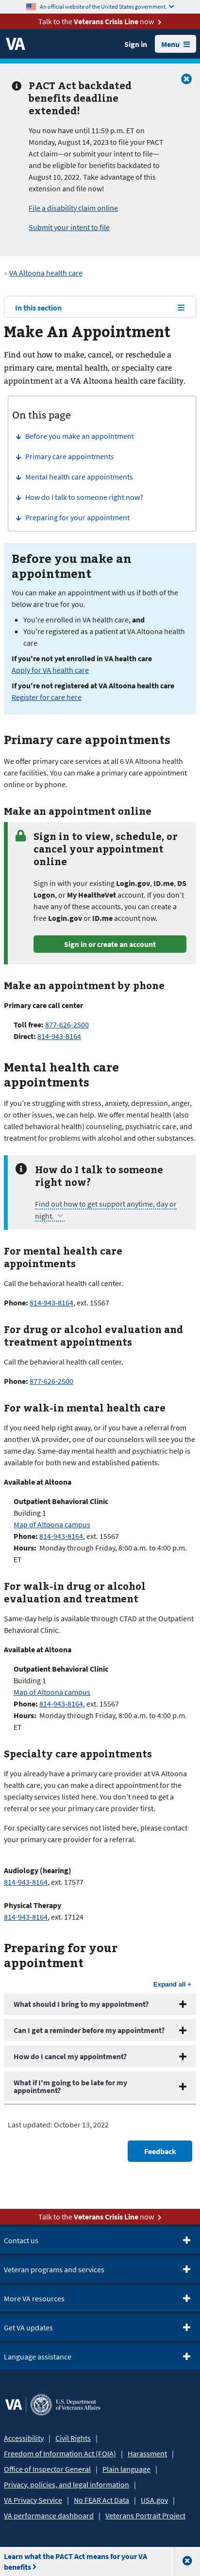 An official website of the United States government.
Talk to the Veterans Crisis Line now
VA
Sign in
Menu
PACT Act backdated
benefits deadline
extended!
You now have until 11:59 p.m. ET on
Monday, August 14, 2023 to file your PACT
Act claim—or submit your intent to file—
and be eligible for benefits backdated to
August 10, 2022. Take advantage of this
extension and file now!
File a disability claim online
Submit your intent to file
‹ VA Altoona health care
In this section
Make An Appointment
Find out how to make, cancel, or reschedule a
primary care, mental health, or specialty care
appointment at a VA Altoona health care facility.
On this page
Before you make an appointment
Primary care appointments
Mental health care appointments
How do I talk to someone right now?
Preparing for your appointment
Before you make an
appointment
You can make an appointment with us if both of the
below are true for you.
• You're enrolled in VA health care, and
• You're registered as a patient at VA Altoona health
care
If you're not yet enrolled in VA health care
Apply for VA health care
If you're not registered at VA Altoona health care
Register for care here
Primary care appointments
We offer primary care services at all 6 VA Altoona health
care facilities. You can make a primary care appointment
online or by phone.
Make an appointment online
Sign in to view, schedule, or
cancel your appointment
online
Sign in with your existing Login.gov, ID.me, DS
Logon, or My HealtheVet account. If you don't
have any of these accounts, you can create a
free Login.gov or ID.me account now.
Sign in or create an account
Make an appointment by phone
Primary care call center
Toll free: 877-626-2500
Direct: 814-943-8164
Mental health care
appointments
If you're struggling with stress, anxiety, depression, anger,
or other issues, we can help. We offer mental health (also
called behavioral health) counseling, psychiatric care, and
treatment for drug and alcohol and other substances.
How do I talk to someone
right now?
Find out how to get support anytime, day or
night.
For mental health care
appointments
Call the behavioral health call center.
Phone: 814-943-8164, ext. 15567
For drug or alcohol evaluation and
treatment appointments
Call the behavioral health call center.
Phone: 877-626-2500
For walk-in mental health care
If you need help right away, or if you have a referral from
another VA provider, one of our counselors will see you the
same day. Same-day mental health and psychiatric help is
available for both new and established patients.
Available at Altoona
Outpatient Behavioral Clinic
Building 1
Map of Altoona campus
Phone: 814-943-8164, ext. 15567
Hours: Monday through Friday, 8:00 a.m. to 4:00 p.m.
ET
For walk-in drug or alcohol
evaluation and treatment
Same-day help is available through CTAD at the Outpatient
Behavioral Clinic.
Available at Altoona
Outpatient Behavioral Clinic
Building 1
Map of Altoona campus
Phone: 814-943-8164, ext. 15567
Hours: Monday through Friday, 8:00 a.m. to 4:00 p.m.
ET
Specialty care appointments
If you already have a primary care provider at VA Altoona
health care, you can make a direct appointment for the
specialty services listed here. You don't need to get a
referral or see your primary care provider first.
For specialty care services not listed here, please contact
your primary care provider for a referral.
Audiology (hearing)
814-943-8164, ext. 17577
Physical Therapy
814-943-8164, ext. 17124
Preparing for your
appointment
Expand all +
What should I bring to my appointment?
Can I get a reminder before my appointment?
How do I cancel my appointment?
What if I'm going to be late for my
appointment?
Last updated: October 13, 2022
Feedback
Talk to the Veterans Crisis Line now
Contact us
Veteran programs and services
More VA resources
Get VA updates
Language assistance
VA
U.S. Department
of Veterans Affairs
Accessibility | Civil Rights |
Freedom of Information Act (FOIA) | Harassment |
Office of Inspector General | Plain language |
Privacy, policies, and legal information |
VA Privacy Service | No FEAR Act Data | USA.gov |
VA performance dashboard | Veterans Portrait Project
Learn what the PACT Act means for your VA
benefits